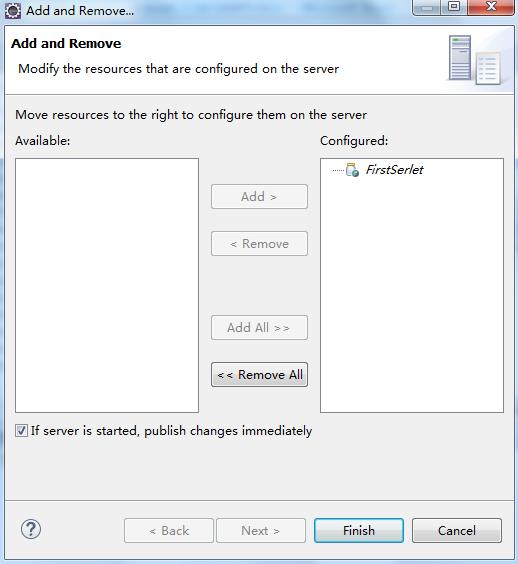 Add and Remove...
Add and Remove
Modify the resources that are configured on the server
Move resources to the right to configure them on the server
Available:
Configured:
FirstSerlet
Add >
< Remove
Add All >>
<< Remove All
If server is started, publish changes immediately
?
< Back
Next >
Finish
Cancel